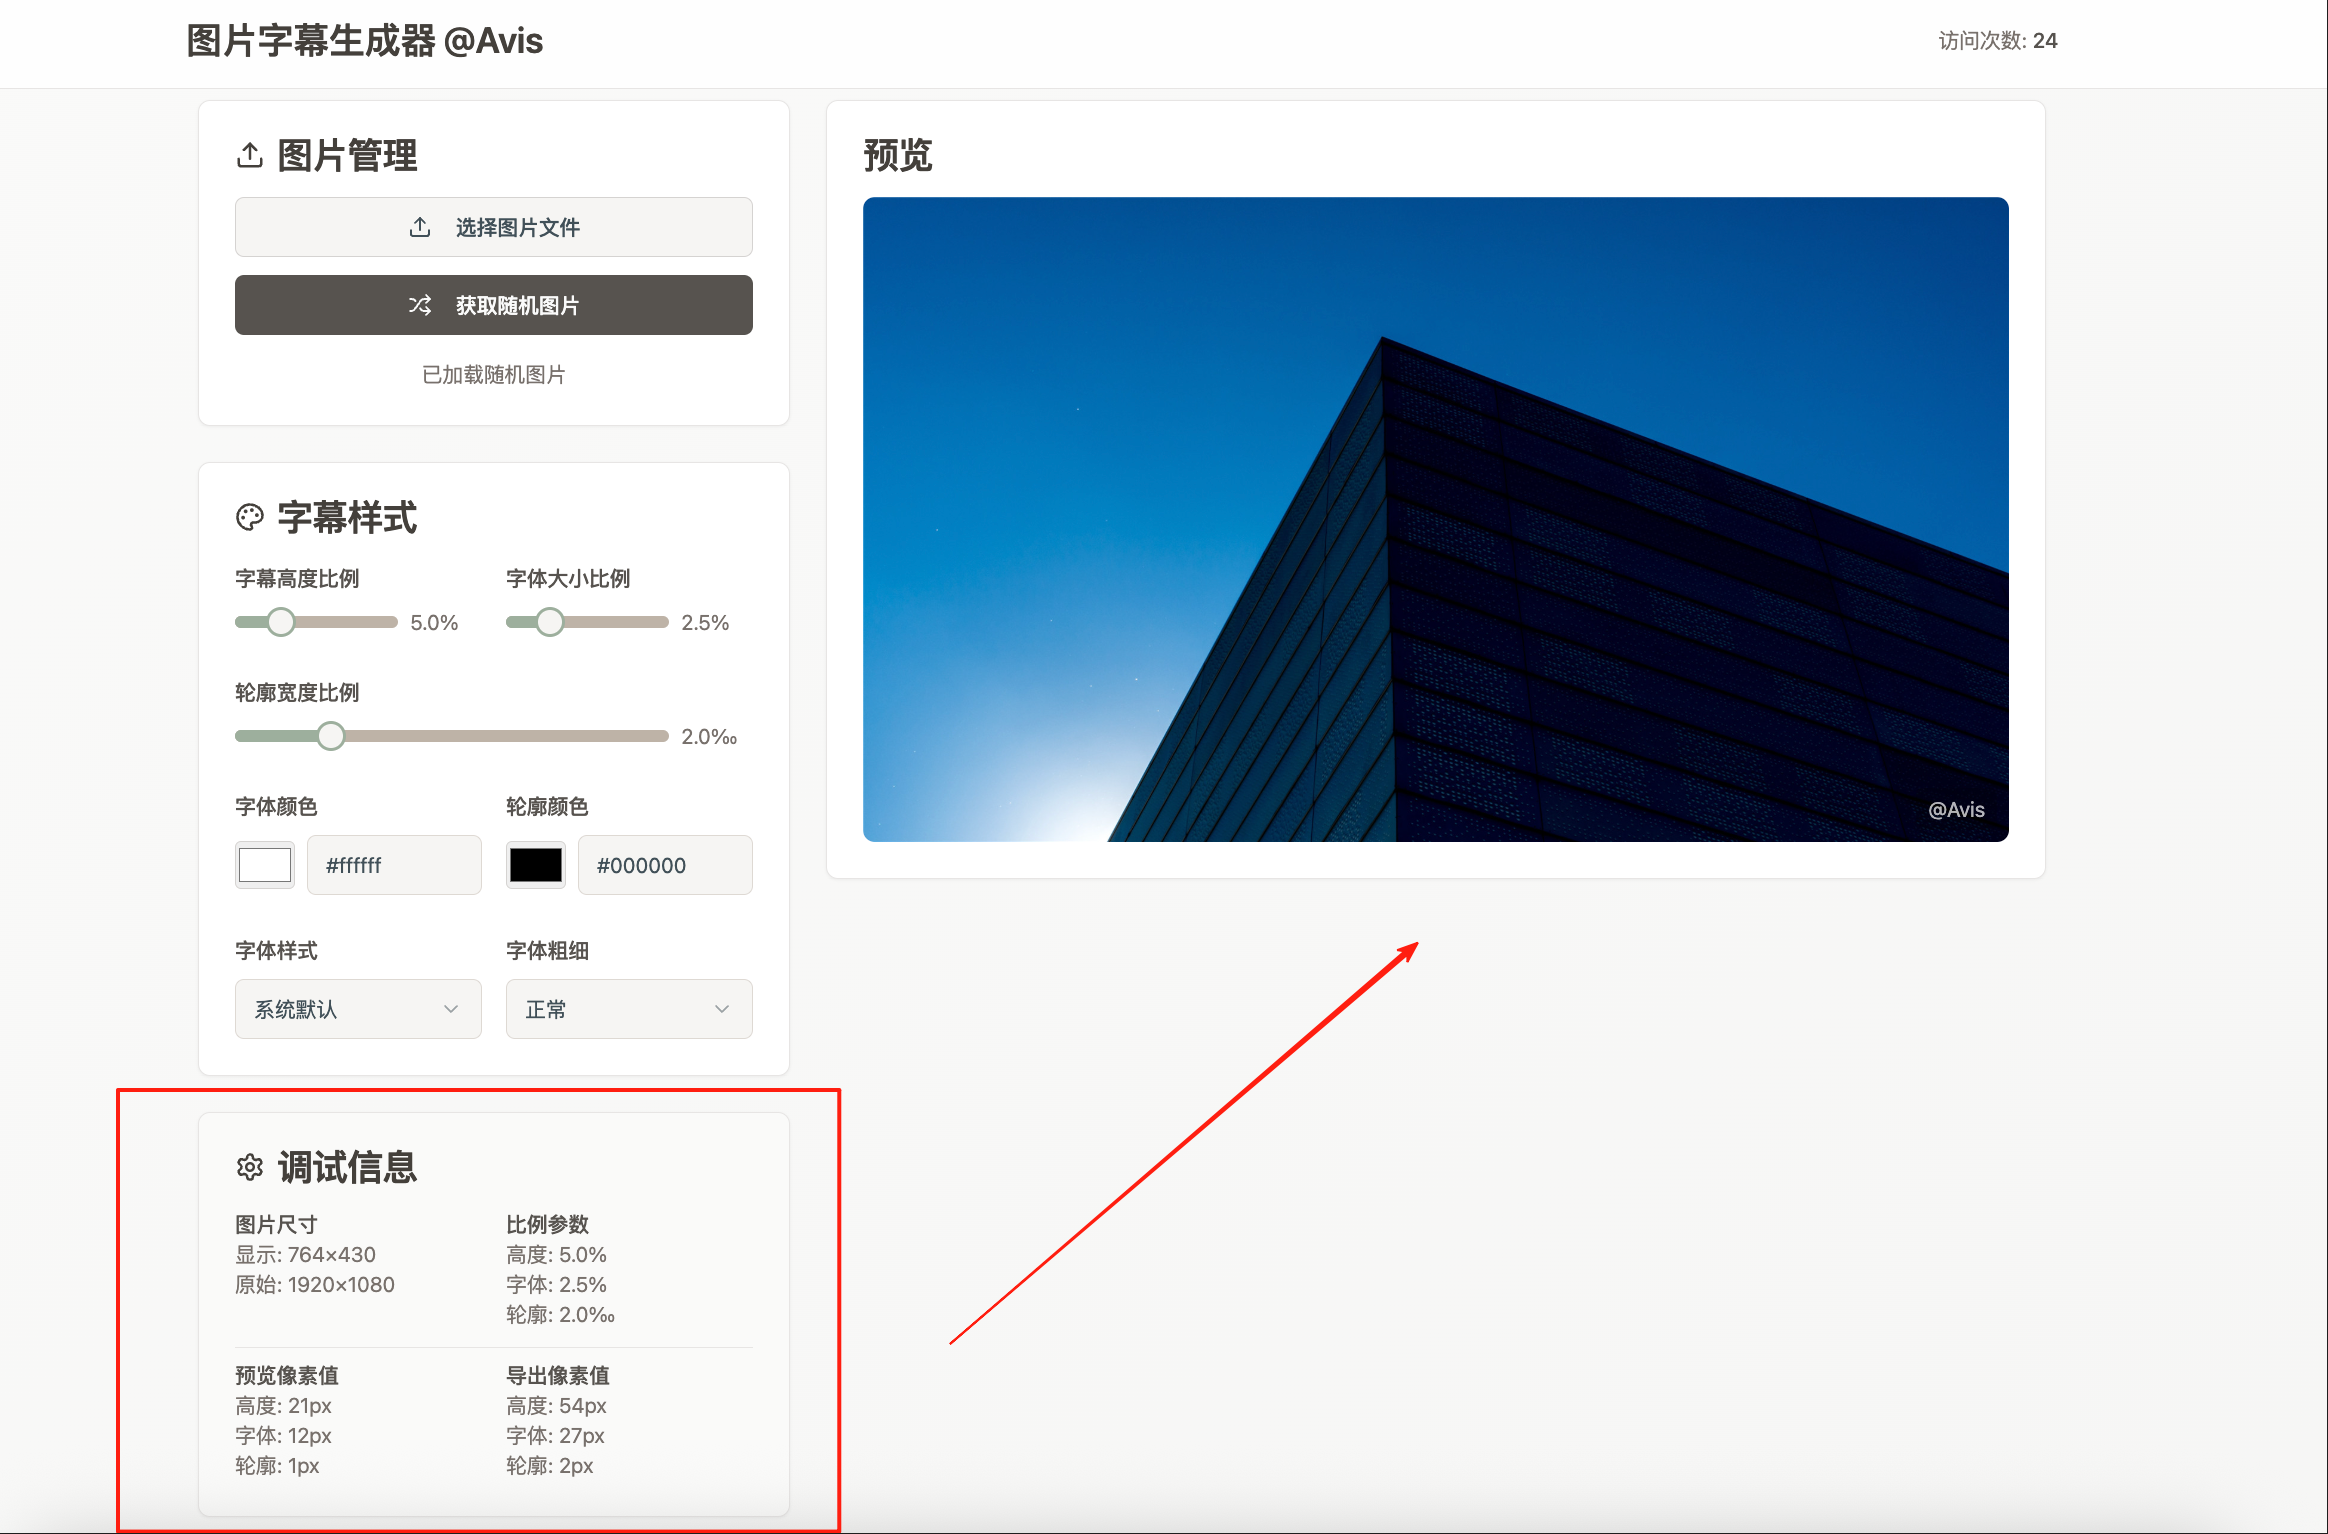 图片字幕生成器 @Avis
访问次数: 24
图片管理
选择图片文件
获取随机图片
已加载随机图片
字幕样式
字幕高度比例
5.0%
字体大小比例
2.5%
轮廓宽度比例
2.0‰
字体颜色
#ffffff
轮廓颜色
#000000
字体样式
系统默认
字体粗细
正常
调试信息
图片尺寸
显示: 764×430
原始: 1920×1080
比例参数
高度: 5.0%
字体: 2.5%
轮廓: 2.0‰
预览像素值
高度: 21px
字体: 12px
轮廓: 1px
导出像素值
高度: 54px
字体: 27px
轮廓: 2px
预览
@Avis